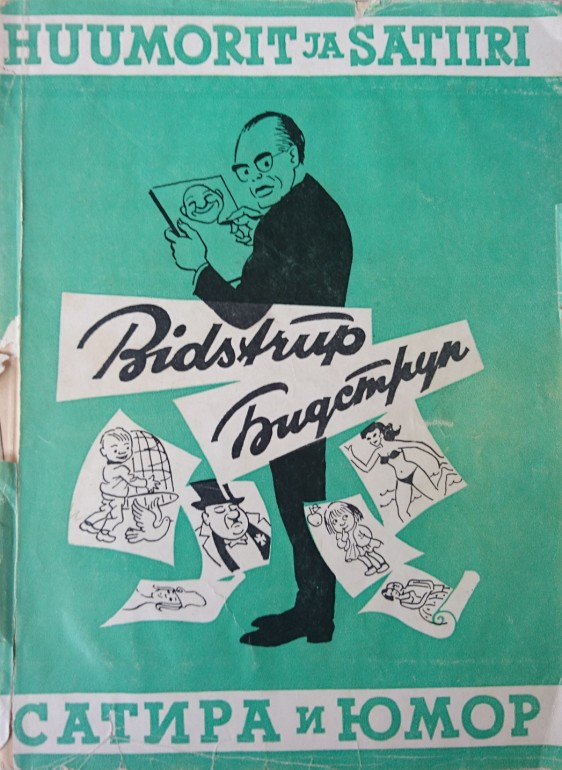 HUUMORIT JA SATIIRI
Bidstrup
Бидструп
САТИРА И ЮМОР